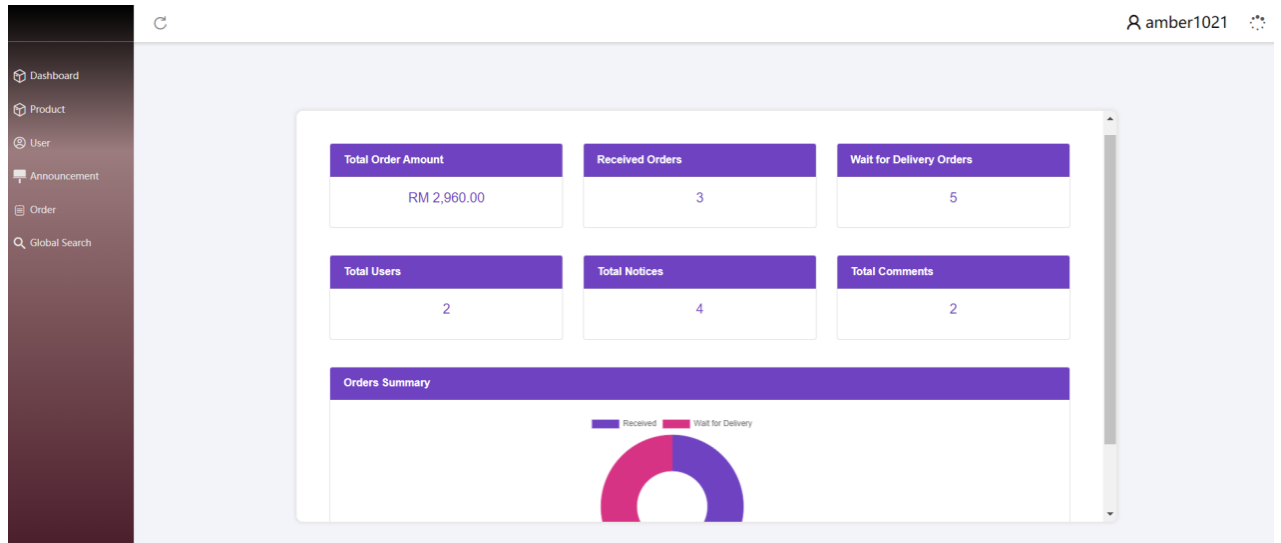 amber1021
Dashboard
Product
User
Announcement
Order
Global Search
Total Order Amount
RM 2,960.00
Received Orders
3
Wait for Delivery Orders
5
Total Users
2
Total Notices
4
Total Comments
2
Orders Summary
Received
Wait for Delivery